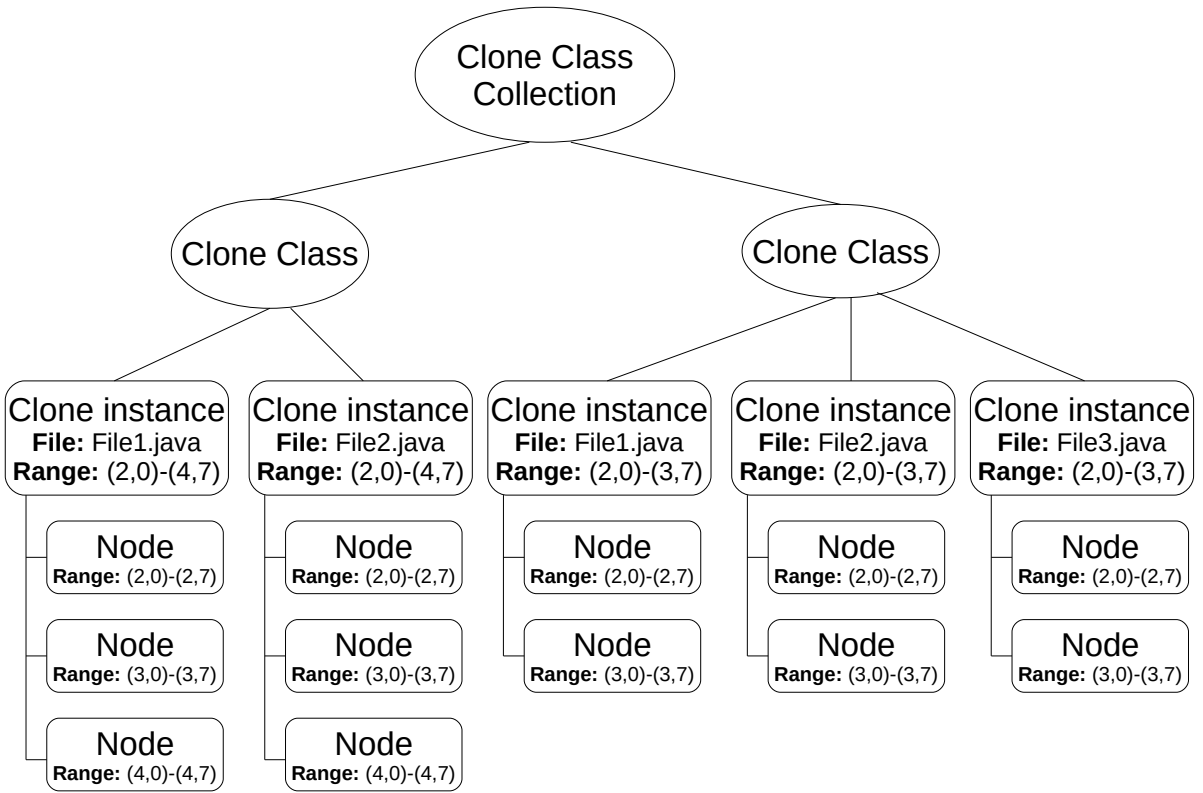 Clone Class
Collection
Clone Class
Clone Class
Clone instance
File: File1.java
Range: (2,0)-(4,7)
Clone instance
File: File2.java
Range: (2,0)-(4,7)
Clone instance
File: File1.java
Range: (2,0)-(3,7)
Clone instance
File: File2.java
Range: (2,0)-(3,7)
Clone instance
File: File3.java
Range: (2,0)-(3,7)
Node
Range: (2,0)-(2,7)
Node
Range: (2,0)-(2,7)
Node
Range: (2,0)-(2,7)
Node
Range: (2,0)-(2,7)
Node
Range: (2,0)-(2,7)
Node
Range: (3,0)-(3,7)
Node
Range: (3,0)-(3,7)
Node
Range: (3,0)-(3,7)
Node
Range: (3,0)-(3,7)
Node
Range: (3,0)-(3,7)
Node
Range: (4,0)-(4,7)
Node
Range: (4,0)-(4,7)